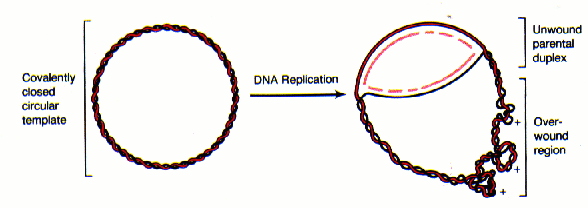 Covalently
closed
circular
template
DNA Replication
Unwound
parental
duplex
Over-
wound
region
+
+
+